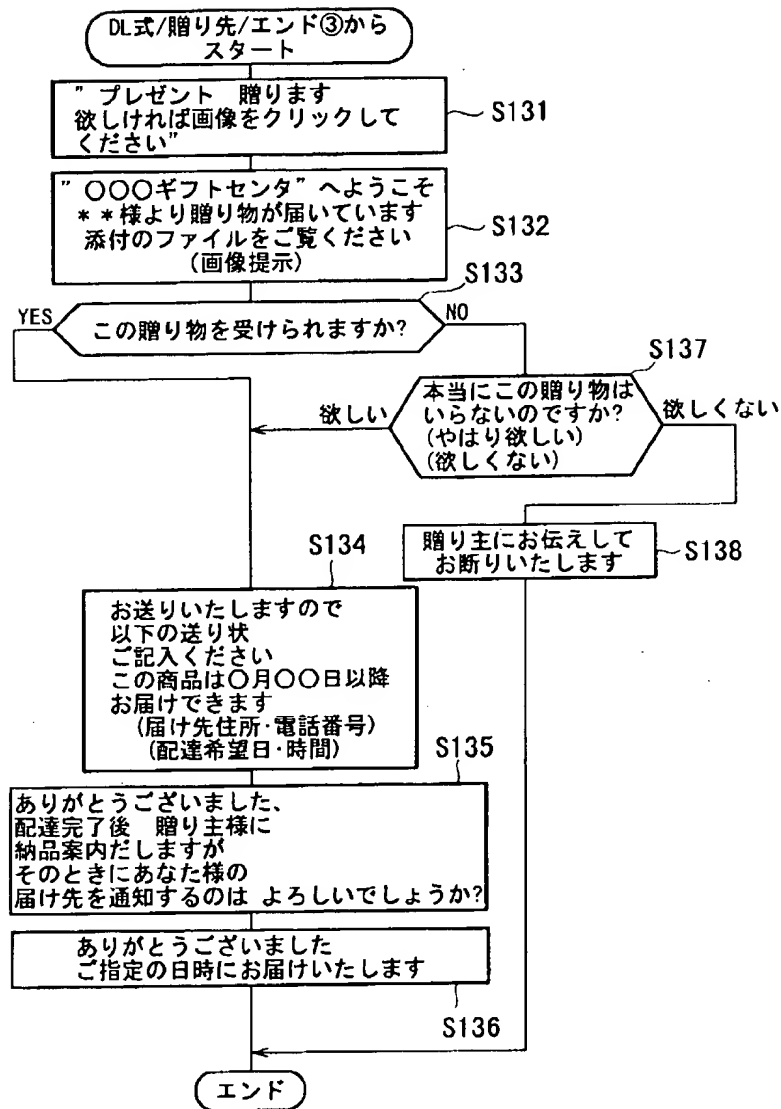 DL式/贈り先/エンド③から
スタート
” プレゼント 贈ります
欲しければ画像をクリックして
ください”
S131
” 〇〇〇ギフトセンタ” へようこそ
＊＊様より贈り物が届いています
添付のファイルをご覧ください
(画像提示)
S132
S133
YES
この贈り物を受けられますか?
NO
S137
欲しい
本当にこの贈り物は
いらないのですか?
(やはり欲しい)
(欲しくない)
欲しくない
贈り主にお伝えして
お断りいたします
S138
S134
お送りいたしますので
以下の送り状
ご記入ください
この商品は〇月〇〇日以降
お届けできます
(届け先住所・電話番号)
(配達希望日・時間)
S135
ありがとうございました、
配達完了後 贈り主様に
納品案内だしますが
そのときにあなた様の
届け先を通知するのは よろしいでしょうか?
ありがとうございました
ご指定の日時にお届けいたします
S136
エンド